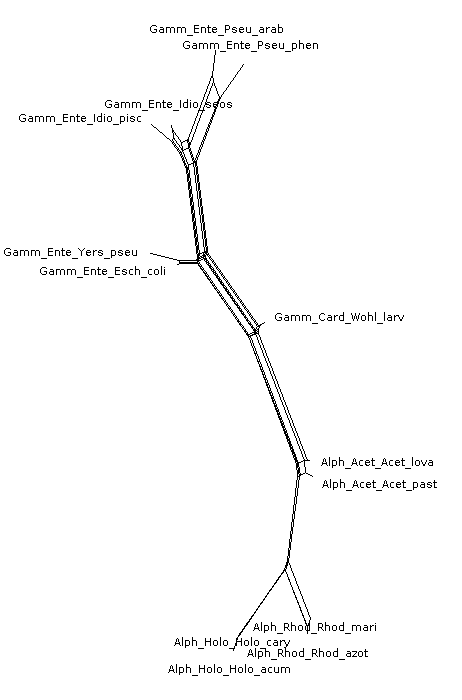 Gamm_Ente_Pseu_arab
Gamm_Ente_Pseu_phen
Gamm_Ente_Idio_seos
Gamm_Ente_Idio_pisc
Gamm_Ente_Yers_pseu
Gamm_Ente_Esch_coli
Gamm_Card_Wohl_larv
Alph_Acet_Acet_lova
Alph_Acet_Acet_past
Alph_Rhod_Rhod_mari
Alph_Holo_Holo_cary
Alph_Rhod_Rhod_azot
Alph_Holo_Holo_acum